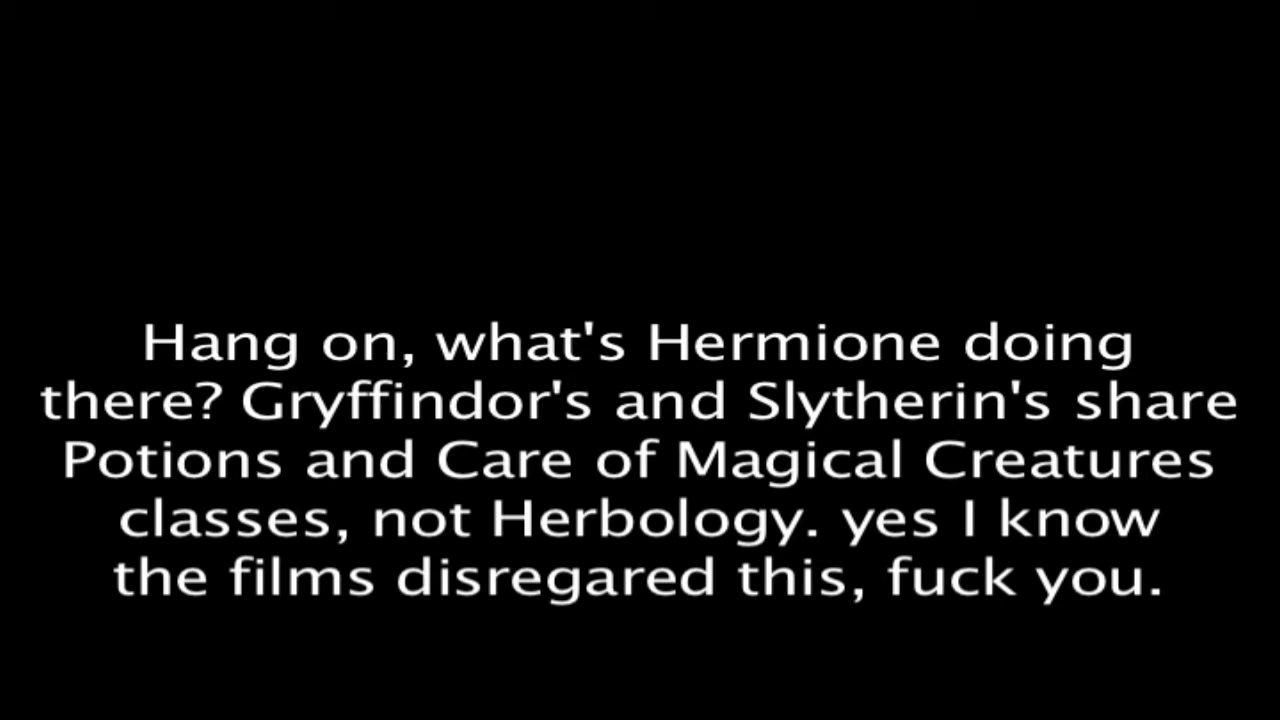 Hang on, what's Hermione doing
there? Gryffindor's and Slytherin's share
Potions and Care of Magical Creatures
classes, not Herbology. yes I know
the films disregared this, fuck you.